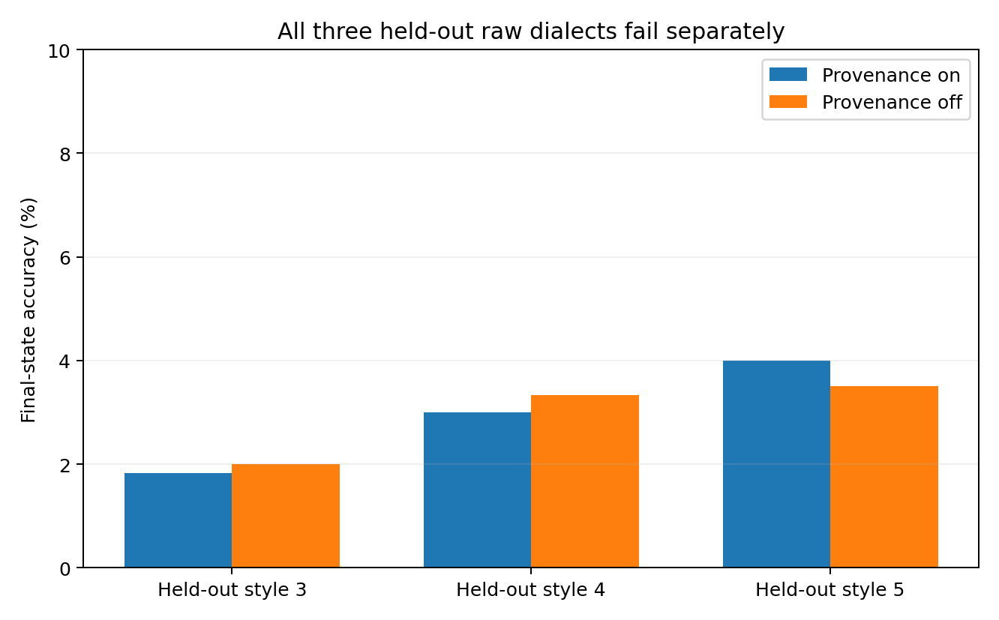 All three held-out raw dialects fail separately
Provenance on
Provenance off
Final-state accuracy (%)
10
8
6
4
2
0
Held-out style 3
Held-out style 4
Held-out style 5